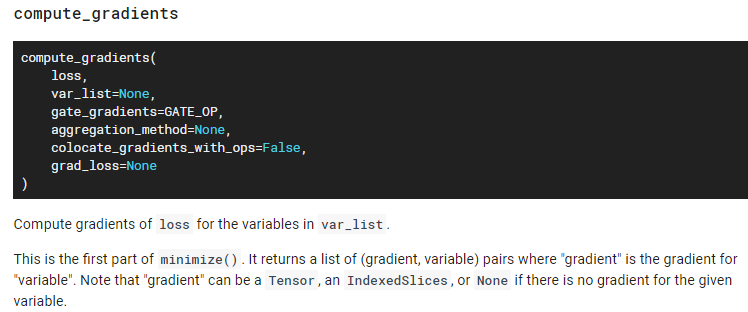 compute_gradients
compute_gradients(
    loss,
    var_list=None,
    gate_gradients=GATE_OP,
    aggregation_method=None,
    colocate_gradients_with_ops=False,
    grad_loss=None
)
Compute gradients of loss for the variables in var_list.
This is the first part of minimize(). It returns a list of (gradient, variable) pairs where "gradient" is the gradient for
"variable". Note that "gradient" can be a Tensor, an IndexedSlices, or None if there is no gradient for the given
variable.